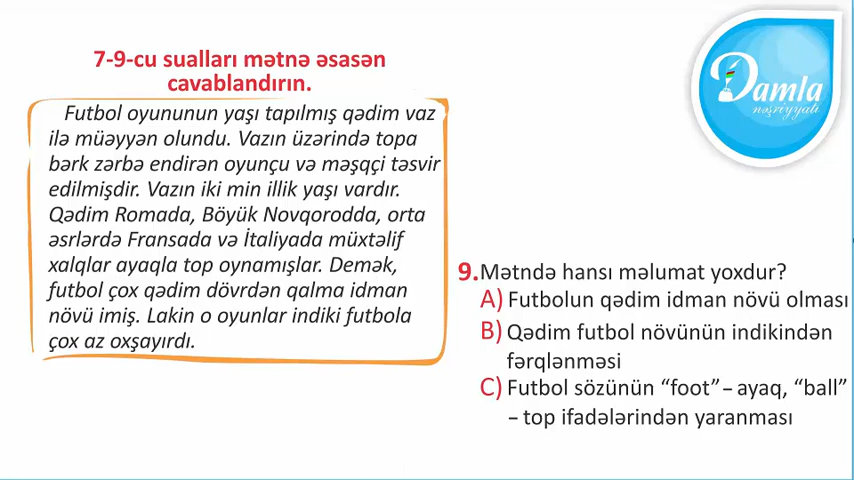 7-9-cu sualları mətnə əsasən
cavablandırın.
Futbol oyununun yaşı tapılmış qədim vaz
ilə müəyyən olundu. Vazın üzərində topa
bərk zərbə endirən oyunçu və məşqçi təsvir
edilmişdir. Vazın iki min illik yaşı vardır.
Qədim Romada, Böyük Novqorodda, orta
əsrlərdə Fransada və İtaliyada müxtəlif
xalqlar ayaqla top oynamışlar. Demək,
futbol çox qədim dövrdən qalma idman
növü imiş. Lakin o oyunlar indiki futbola
çox az oxşayırdı.
Damla
nəşriyyatı
9. Mətndə hansı məlumat yoxdur?
A) Futbolun qədim idman növü olması
B) Qədim futbol növünün indikindən
fərqlənməsi
C) Futbol sözünün “foot” – ayaq, “ball”
– top ifadələrindən yaranması